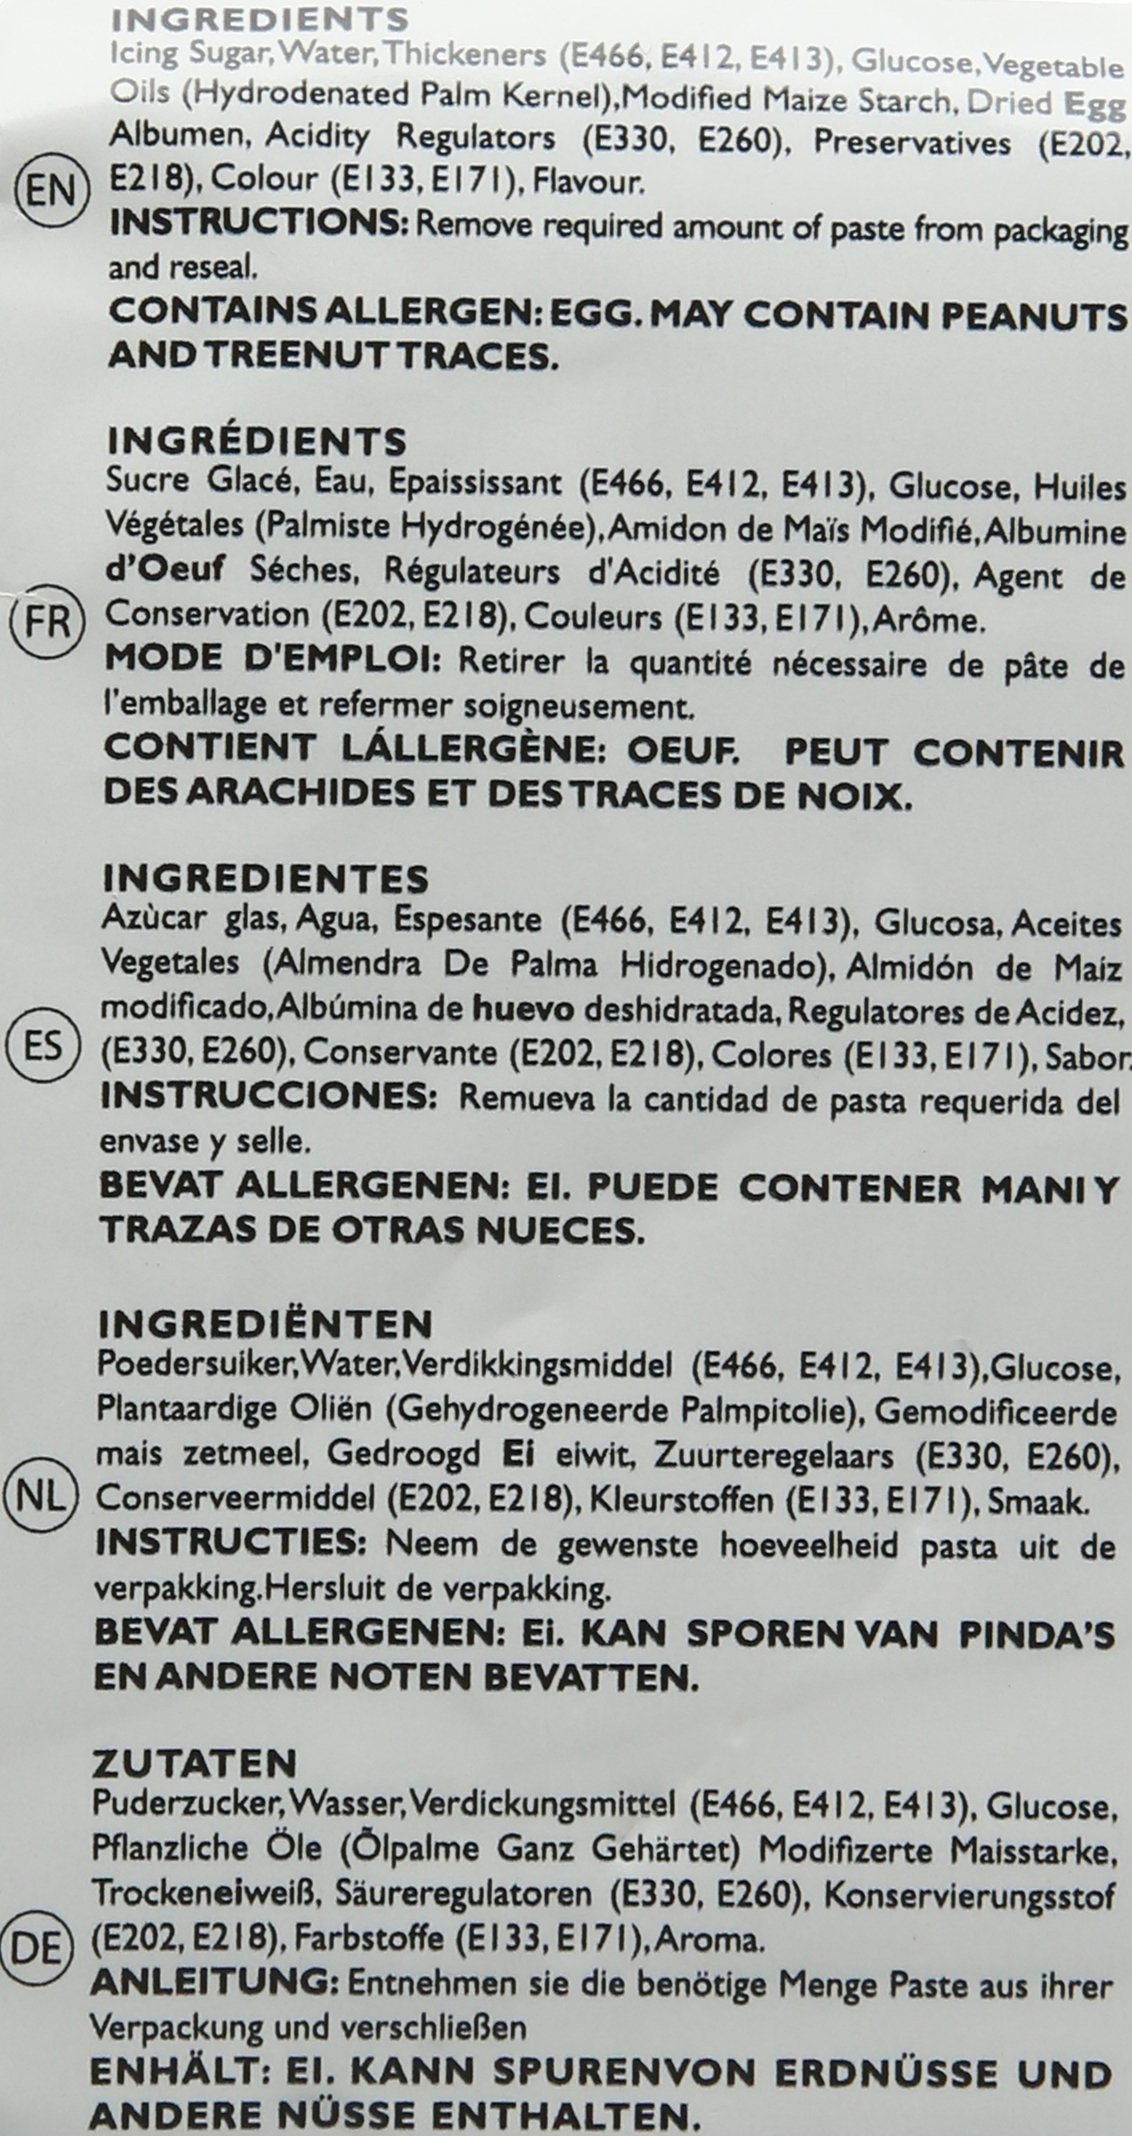 INGREDIENTS
Icing Sugar, Water, Thickeners (E466, E412, E413), Glucose, Vegetable
Oils (Hydrodenated Palm Kernel), Modified Maize Starch, Dried Egg
Albumen, Acidity Regulators (E330, E260), Preservatives (E202,
EN
E218), Colour (E133, E171), Flavour.
INSTRUCTIONS: Remove required amount of paste from packaging
and reseal.
CONTAINS ALLERGEN: EGG. MAY CONTAIN PEANUTS
AND TREENUT TRACES.
INGRÉDIENTS
Sucre Glacé, Eau, Epaississant (E466, E412, E413), Glucose, Huiles
Végétales (Palmiste Hydrogénée), Amidon de Maïs Modifié, Albumine
d'Oeuf Séches, Régulateurs d'Acidité (E330, E260), Agent de
FR
Conservation (E202, E218), Couleurs (E133, E171), Arôme.
MODE D'EMPLOI: Retirer la quantité nécessaire de pâte de
l'emballage et refermer soigneusement.
CONTIENT LÁLLERGÈNE: OEUF. PEUT CONTENIR
DES ARACHIDES ET DES TRACES DE NOIX.
INGREDIENTES
Azùcar glas, Agua, Espesante (E466, E412, E413), Glucosa, Aceites
Vegetales (Almendra De Palma Hidrogenado), Almidón de Maiz
modificado, Albúmina de huevo deshidratada, Regulatores de Acidez,
ES
(E330, E260), Conservante (E202, E218), Colores (E133, E171), Sabor.
INSTRUCCIONES: Remueva la cantidad de pasta requerida del
envase y selle.
BEVAT ALLERGENEN: EI. PUEDE CONTENER MANI Y
TRAZAS DE OTRAS NUECES.
INGREDIËNTEN
Poedersuiker, Water, Verdikkingsmiddel (E466, E412, E413), Glucose,
Plantaardige Oliën (Gehydrogeneerde Palmpitolie), Gemodificeerde
mais zetmeel, Gedroogd Ei eiwit, Zuurteregelaars (E330, E260),
NL
Conserveermiddel (E202, E218), Kleurstoffen (E133, E171), Smaak.
INSTRUCTIES: Neem de gewenste hoeveelheid pasta uit de
verpakking. Hersluit de verpakking.
BEVAT ALLERGENEN: Ei. KAN SPOREN VAN PINDA'S
EN ANDERE NOTEN BEVATTEN.
ZUTATEN
Puderzucker, Wasser, Verdickungsmittel (E466, E412, E413), Glucose,
Pflanzliche Öle (Õlpalme Ganz Gehärtet) Modifizerte Maisstarke,
Trockeneiweiß, Säureregulatoren (E330, E260), Konservierungsstof
DE
(E202, E218), Farbstoffe (E133, E171), Aroma.
ANLEITUNG: Entnehmen sie die benötige Menge Paste aus ihrer
Verpackung und verschließen
ENHÄLT: EI. KANN SPURENVON ERDNÜSSE UND
ANDERE NÜSSE ENTHALTEN.